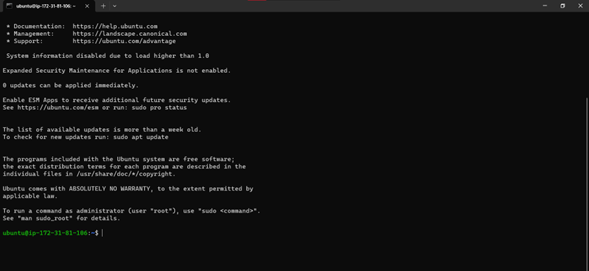 ubuntu@ip-172-31-81-106: ~
* Documentation:  https://help.ubuntu.com
* Management:     https://landscape.canonical.com
* Support:        https://ubuntu.com/advantage
System information disabled due to load higher than 1.0
Expanded Security Maintenance for Applications is not enabled.
0 updates can be applied immediately.
Enable ESM Apps to receive additional future security updates.
See https://ubuntu.com/esm or run: sudo pro status
The list of available updates is more than a week old.
To check for new updates run: sudo apt update
The programs included with the Ubuntu system are free software;
the exact distribution terms for each program are described in the
individual files in /usr/share/doc/*/copyright.
Ubuntu comes with ABSOLUTELY NO WARRANTY, to the extent permitted by
applicable law.
To run a command as administrator (user "root"), use "sudo <command>".
See "man sudo_root" for details.
ubuntu@ip-172-31-81-106:~$